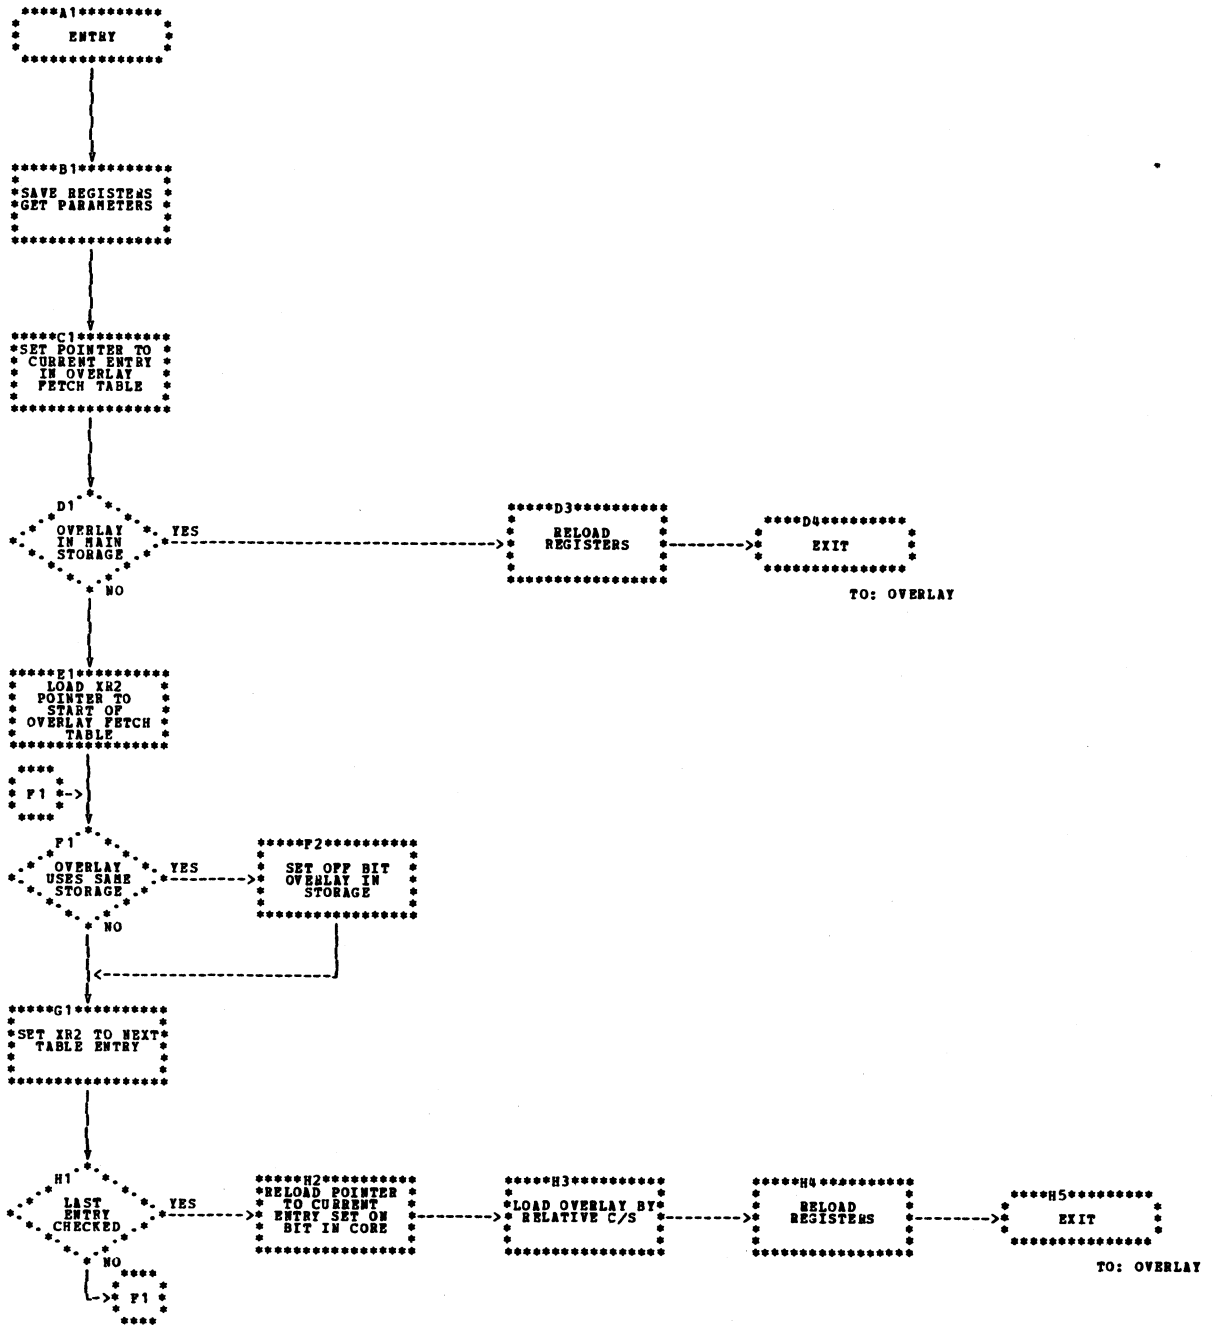 A1
ENTRY
B1
SAVE REGISTERS
GET PARAMETERS
C1
SET POINTER TO
CURRENT ENTRY
IN OVERLAY
FETCH TABLE
D1
OVERLAY
IN MAIN
STORAGE
YES
NO
D3
RELOAD
REGISTERS
D4
EXIT
TO: OVERLAY
E1
LOAD XR2
POINTER TO
START OF
OVERLAY FETCH
TABLE
F1
F1
OVERLAY
USES SAME
STORAGE
YES
NO
F2
SET OFF BIT
OVERLAY IN
STORAGE
G1
SET XR2 TO NEXT
TABLE ENTRY
H1
LAST
ENTRY
CHECKED
YES
NO
H2
RELOAD POINTER
TO CURRENT
ENTRY SET ON
BIT IN CORE
H3
LOAD OVERLAY BY
RELATIVE C/S
H4
RELOAD
REGISTERS
H5
EXIT
TO: OVERLAY
F1